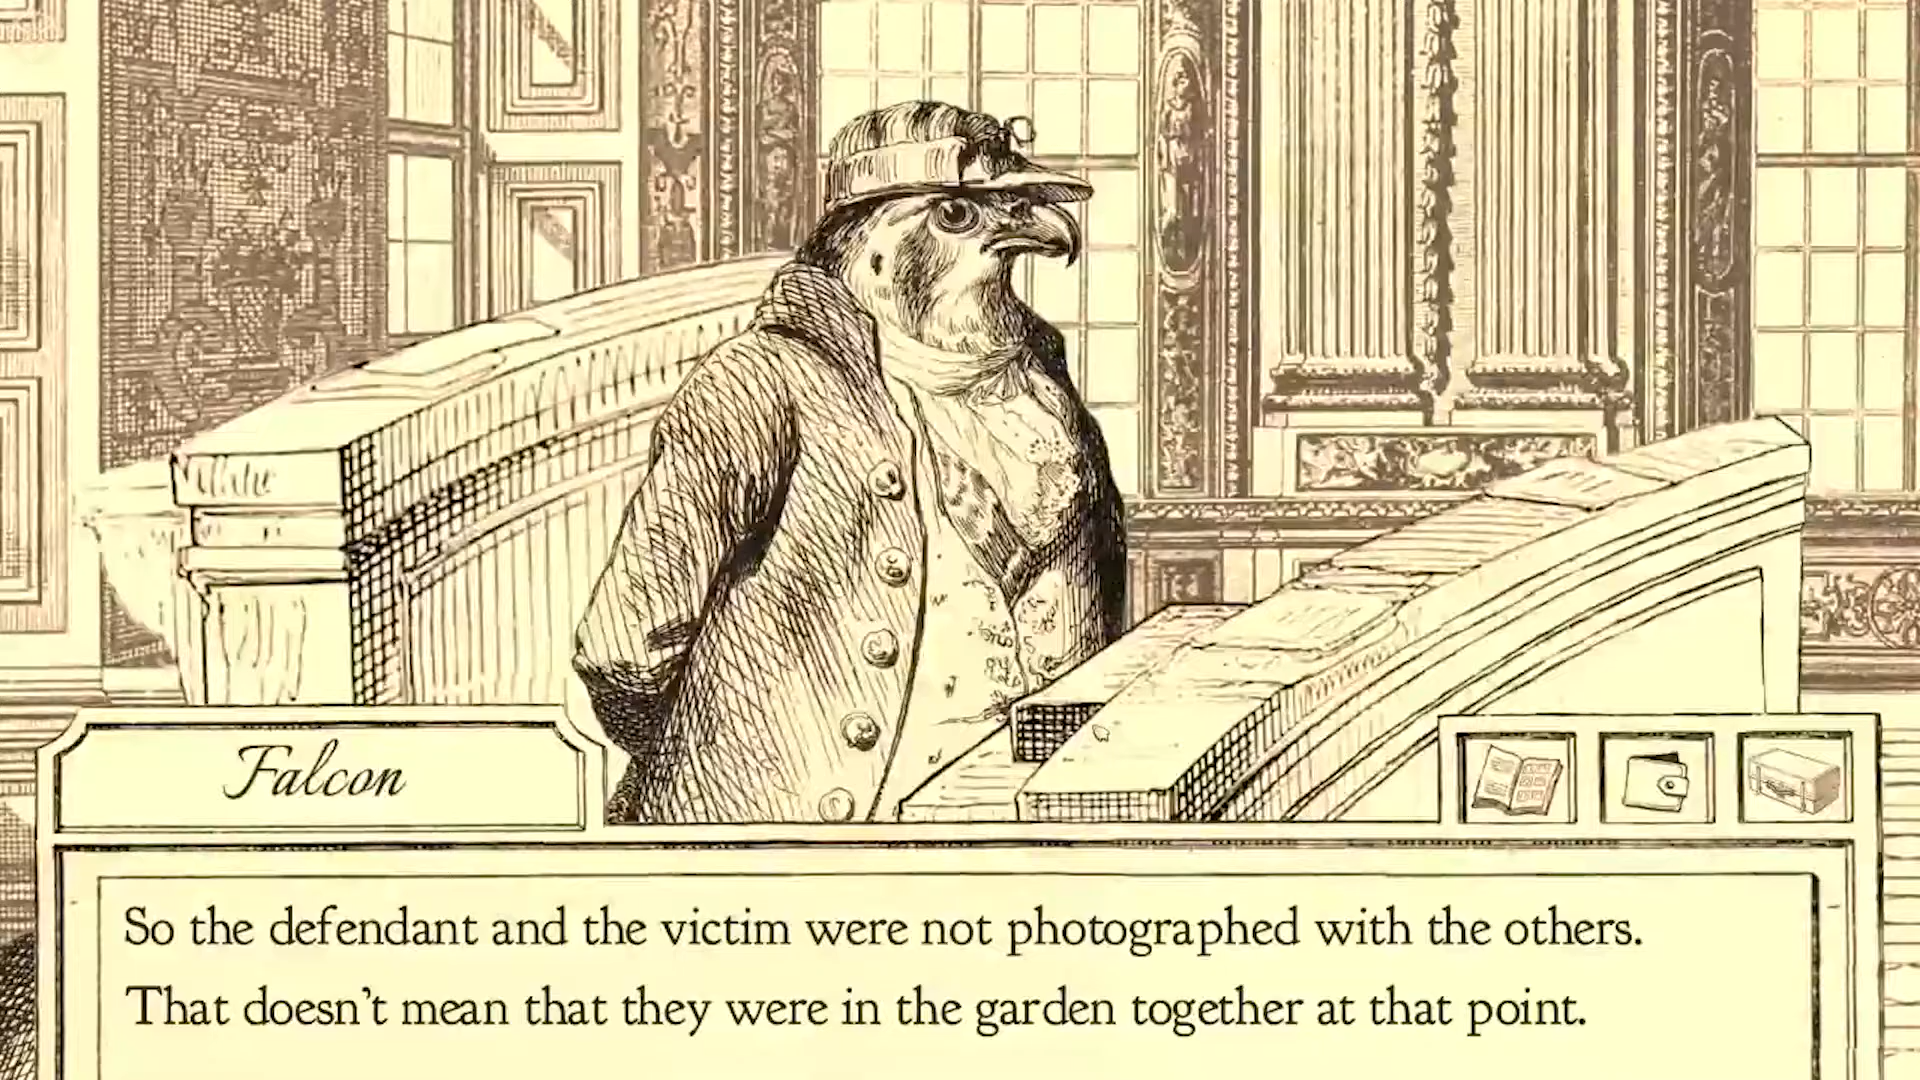 Falcon
So the defendant and the victim were not photographed with the others.
That doesn't mean that they were in the garden together at that point.